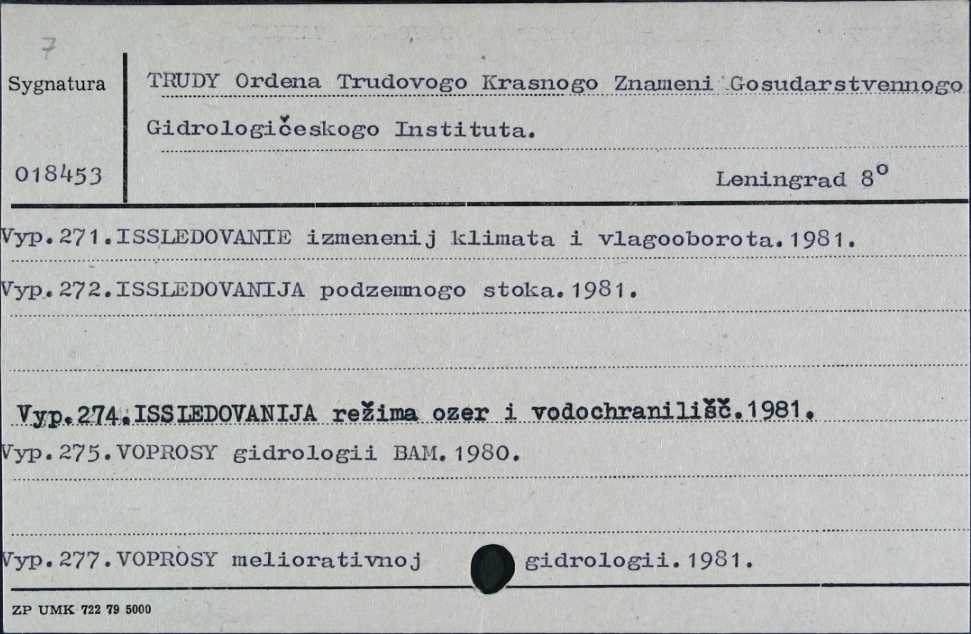 7
Sygnatura
TRUDY Ordena Trudovogo Krasnogo Znameni Gosudarstvennogo
Gidrologičeskogo Instituta.
018453
Leningrad 8⁰
Vyp.271.ISSLEDOVANIE izmenenij klimata i vlagooborota.1981.
Vyp.272.ISSLEDOVANIJA podzemnogo stoka.1981.
Vyp.274.ISSIEDOVANIJA režima ozer i vodochranilišč.1981.
Vyp.275.VOPROSY gidrologii BAM.1980.
Vyp.277.VOPROSY meliorativnoj gidrologii.1981.
ZP UMK 722 79 5000